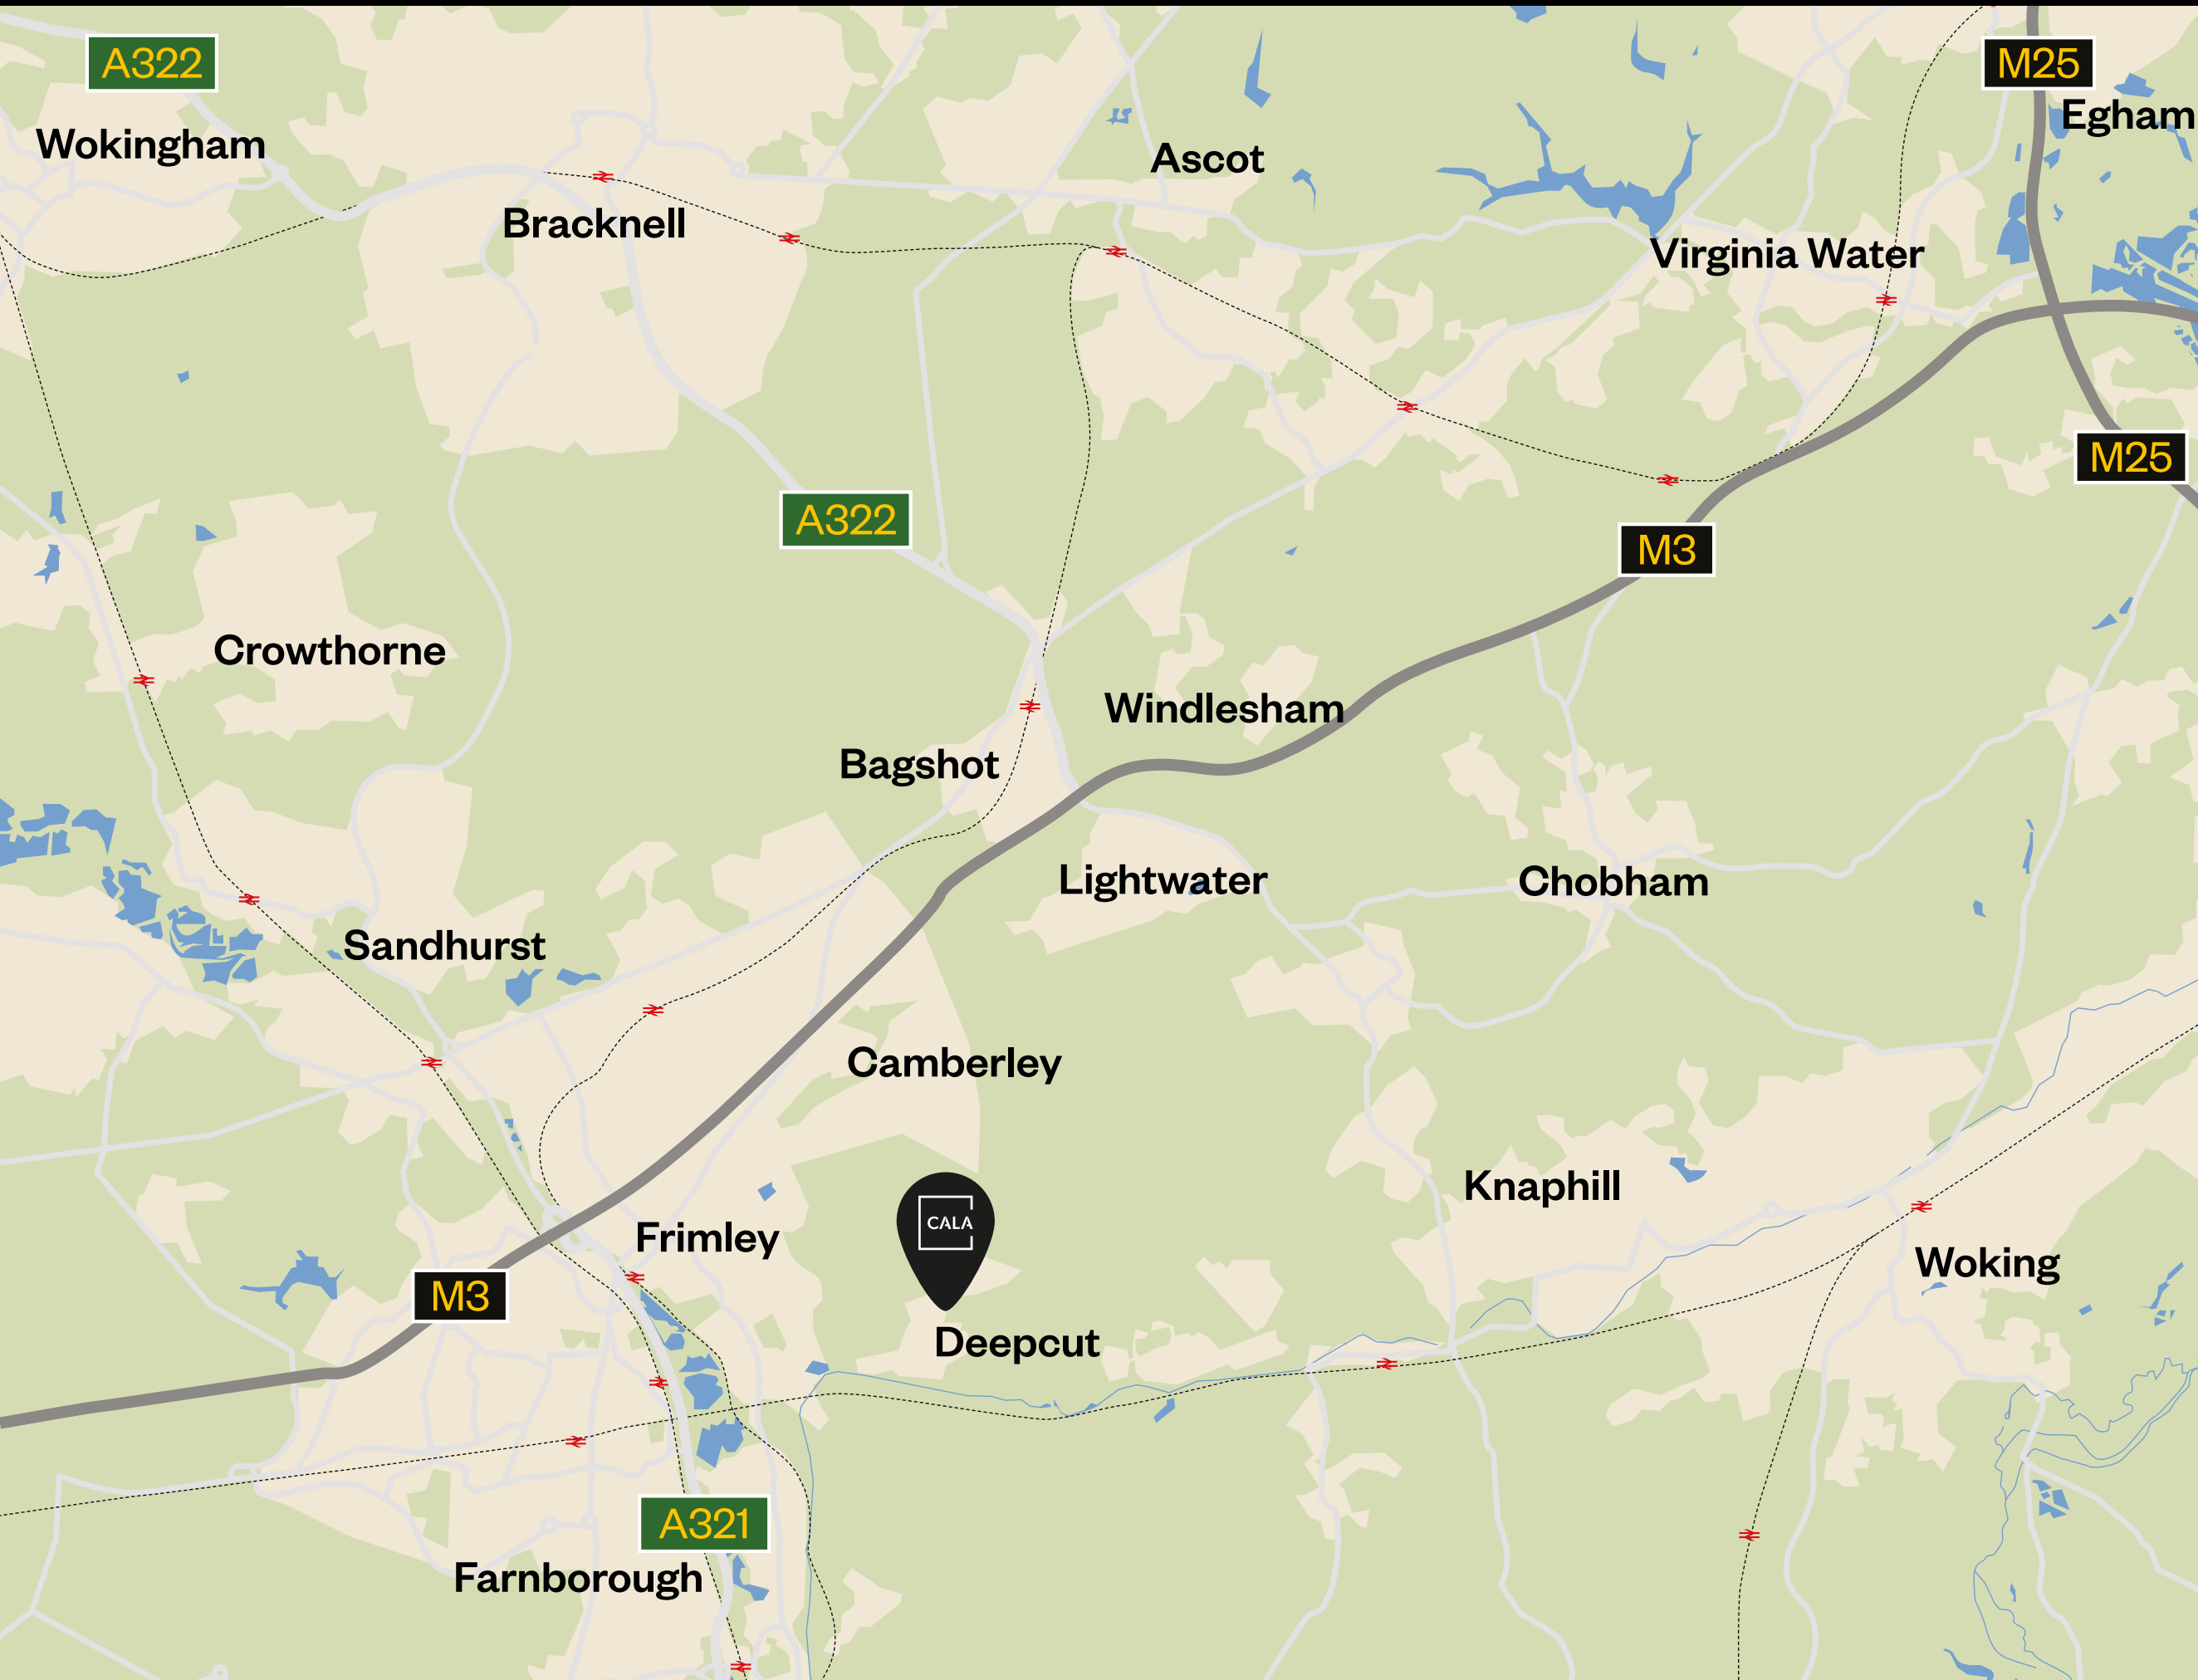 A322
M25
Egham
Wokingham
Ascot
Bracknell
Virginia Water
M25
A322
M3
Crowthorne
Windlesham
Bagshot
Lightwater
Chobham
Sandhurst
Camberley
Knaphill
CALA
Frimley
Woking
M3
Deepcut
A321
Farnborough